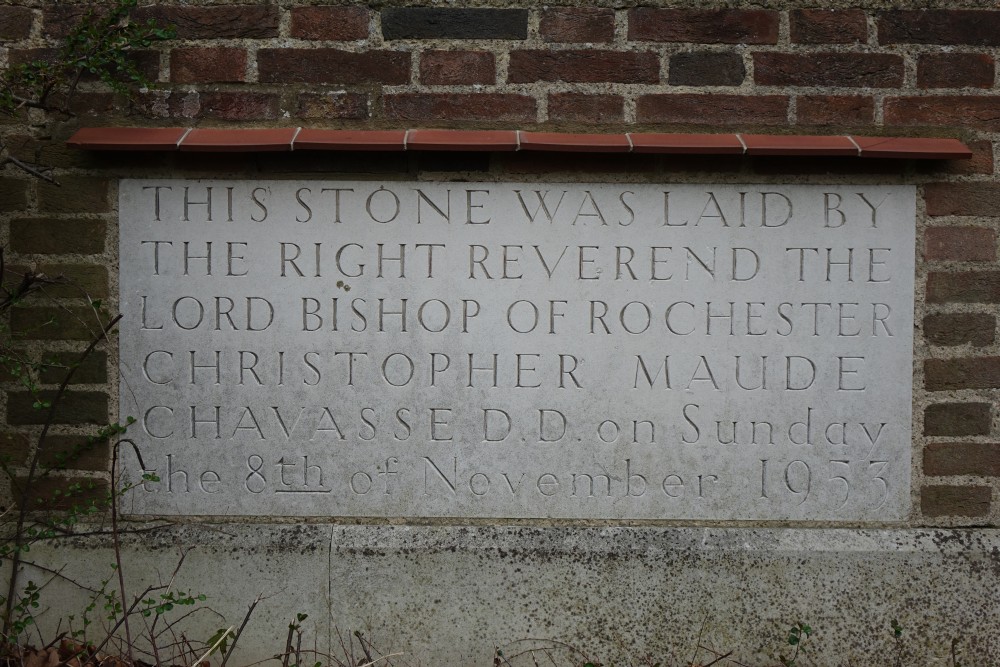 THIS STONE WAS LAID BY
THE RIGHT REVEREND THE
LORD BISHOP OF ROCHESTER
CHRISTOPHER MAUDE
CHAVASSE D.D. on Sunday
the 8th of November 1953